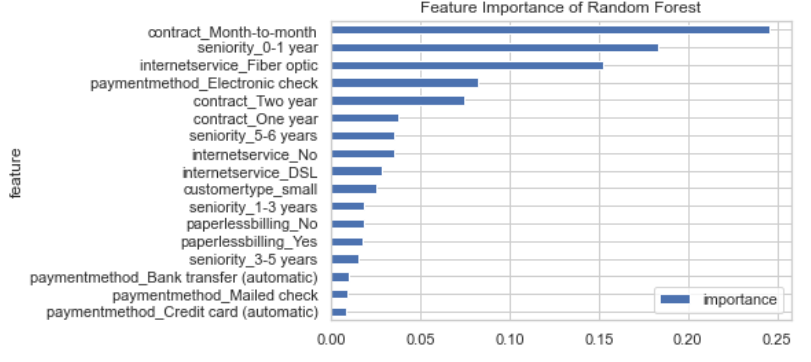 Feature Importance of Random Forest
contract_Month-to-month
seniority_0-1 year
internetservice_Fiber optic
paymentmethod_Electronic check
contract_Two year
contract_One year
seniority_5-6 years
internetservice_No
internetservice_DSL
customertype_small
seniority_1-3 years
paperlessbilling_No
paperlessbilling_Yes
seniority_3-5 years
paymentmethod_Bank transfer (automatic)
paymentmethod_Mailed check
paymentmethod_Credit card (automatic)
feature
importance
0.00 0.05 0.10 0.15 0.20 0.25